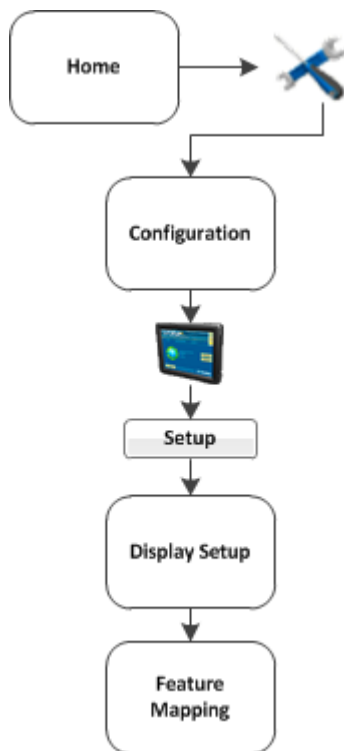 Home
Configuration
Setup
Display Setup
Feature
Mapping